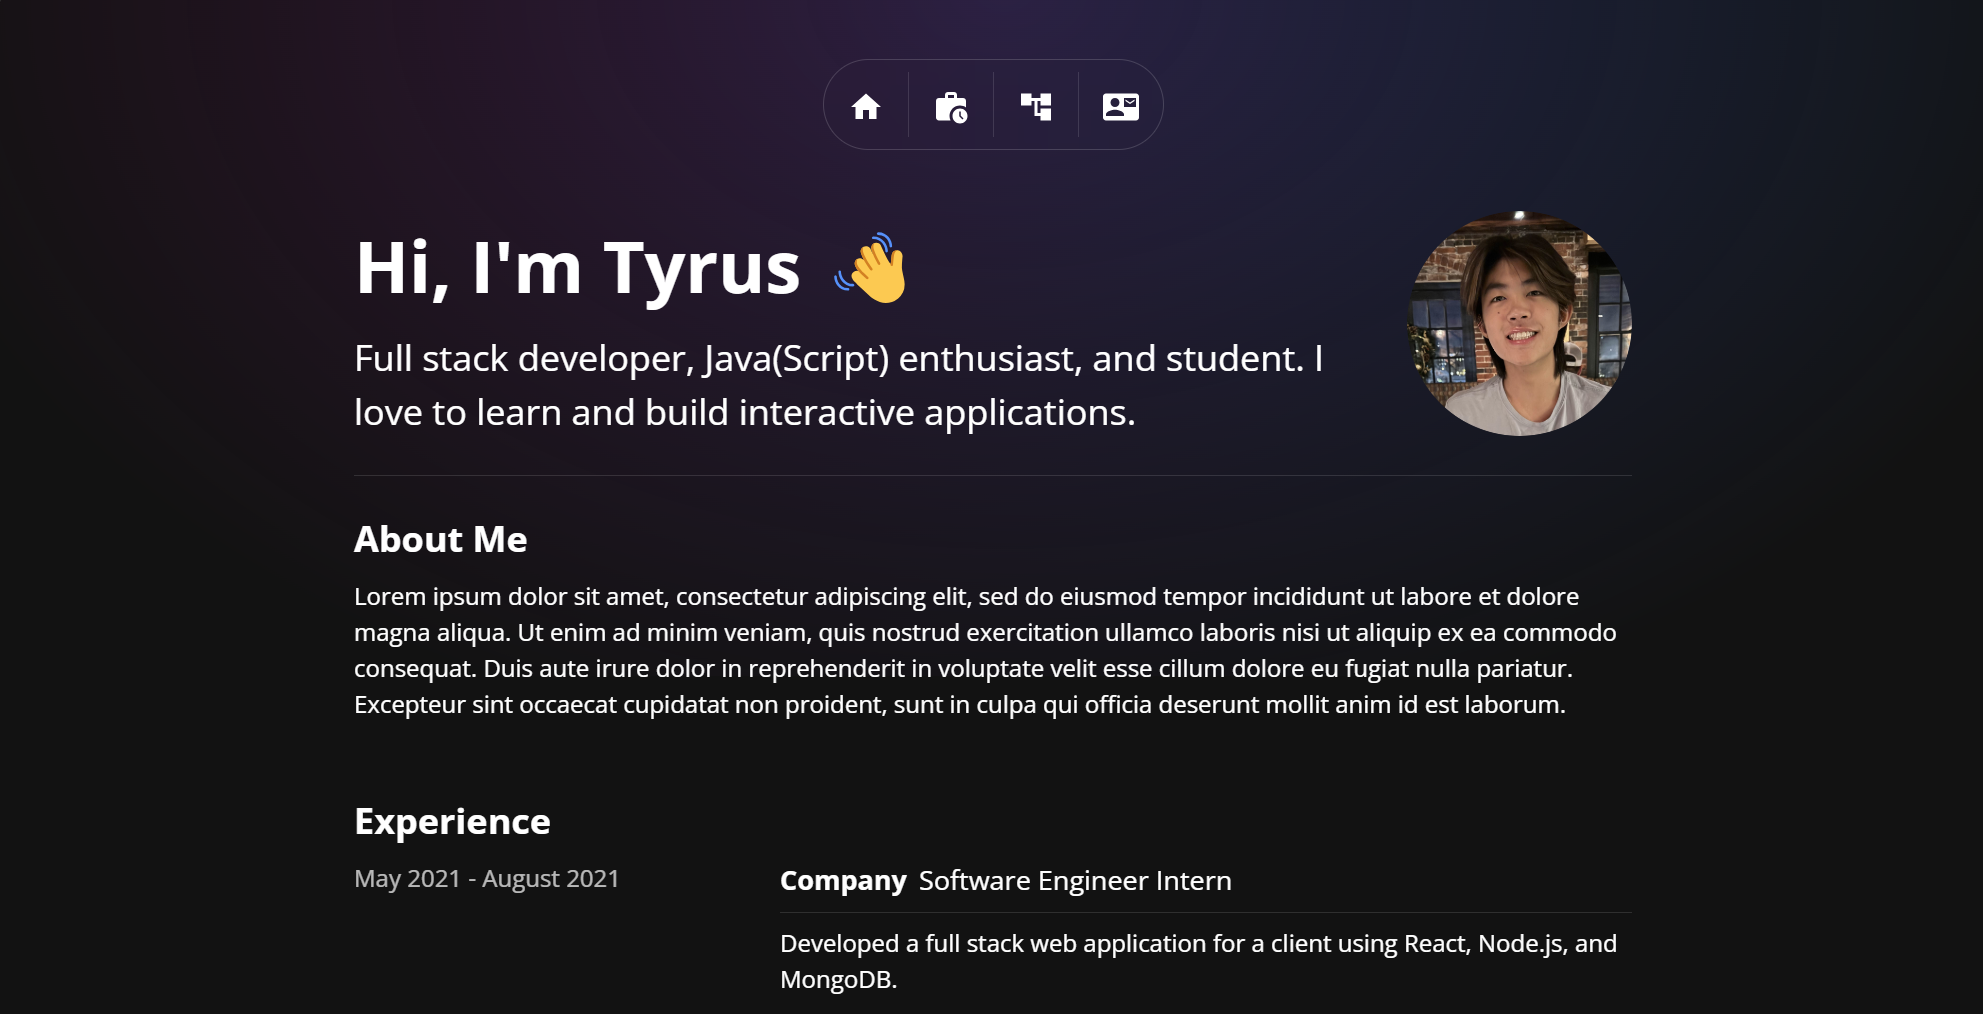 Hi, I'm Tyrus 👋
Full stack developer, Java(Script) enthusiast, and student. I
love to learn and build interactive applications.
About Me
Lorem ipsum dolor sit amet, consectetur adipiscing elit, sed do eiusmod tempor incididunt ut labore et dolore
magna aliqua. Ut enim ad minim veniam, quis nostrud exercitation ullamco laboris nisi ut aliquip ex ea commodo
consequat. Duis aute irure dolor in reprehenderit in voluptate velit esse cillum dolore eu fugiat nulla pariatur.
Excepteur sint occaecat cupidatat non proident, sunt in culpa qui officia deserunt mollit anim id est laborum.
Experience
May 2021 - August 2021
Company Software Engineer Intern
Developed a full stack web application for a client using React, Node.js, and
MongoDB.